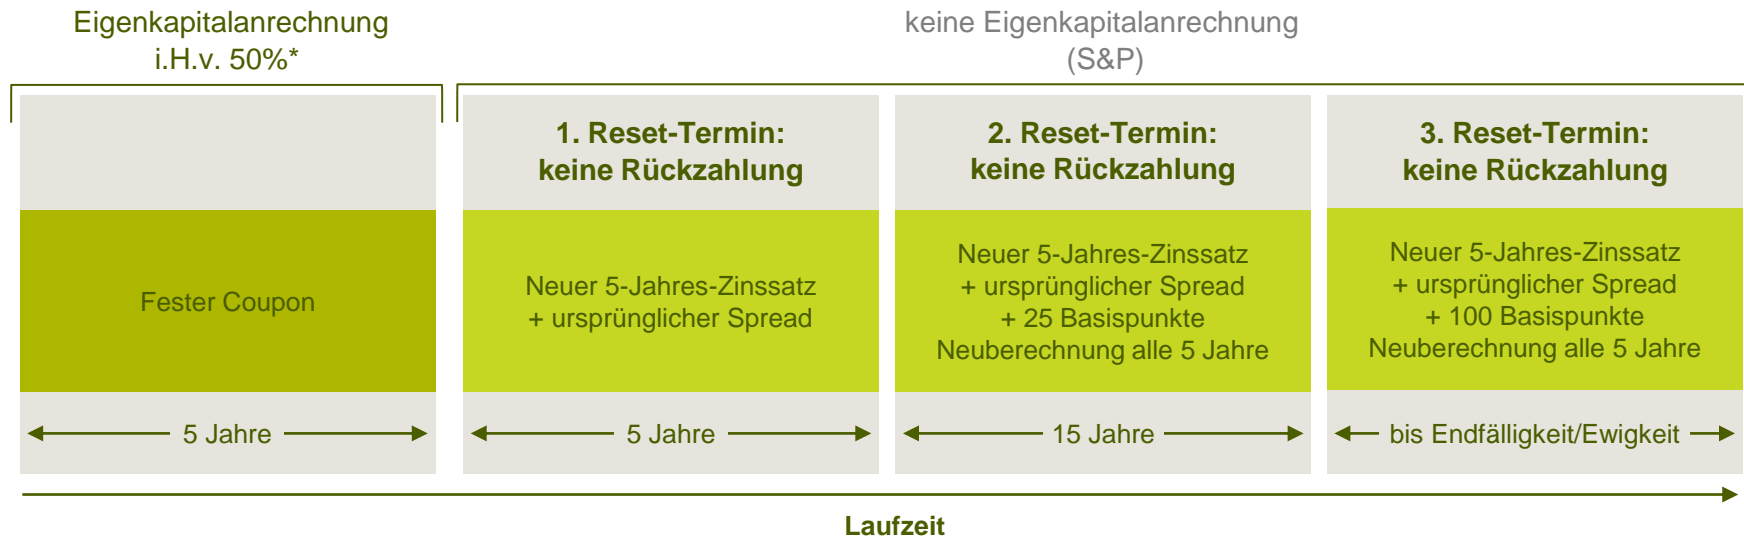 Eigenkapitalanrechnung
i.H.v. 50%*
keine Eigenkapitalanrechnung
(S&P)
1. Reset-Termin:
keine Rückzahlung
2. Reset-Termin:
keine Rückzahlung
3. Reset-Termin:
keine Rückzahlung
Fester Coupon
Neuer 5-Jahres-Zinssatz
+ ursprünglicher Spread
Neuer 5-Jahres-Zinssatz
+ ursprünglicher Spread
+ 25 Basispunkte
Neuberechnung alle 5 Jahre
Neuer 5-Jahres-Zinssatz
+ ursprünglicher Spread
+ 100 Basispunkte
Neuberechnung alle 5 Jahre
5 Jahre
5 Jahre
15 Jahre
bis Endfälligkeit/Ewigkeit
Laufzeit